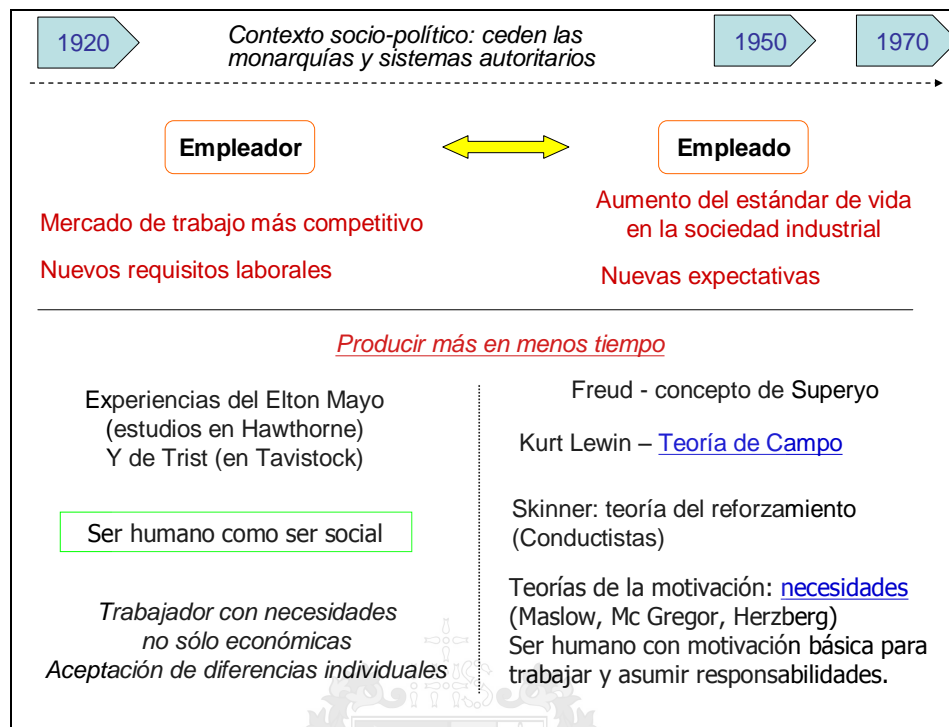 1920
Contexto socio-político: ceden las
monarquías y sistemas autoritarios
1950
1970
Empleador
Empleado
Mercado de trabajo más competitivo
Nuevos requisitos laborales
Aumento del estándar de vida
en la sociedad industrial
Nuevas expectativas
Producir más en menos tiempo
Experiencias del Elton Mayo
(estudios en Hawthorne)
Y de Trist (en Tavistock)
Ser humano como ser social
Trabajador con necesidades
no sólo económicas
Aceptación de diferencias individuales
Freud - concepto de Superyo
Kurt Lewin – Teoría de Campo
Skinner: teoría del reforzamiento
(Conductistas)
Teorías de la motivación: necesidades
(Maslow, Mc Gregor, Herzberg)
Ser humano con motivación básica para
trabajar y asumir responsabilidades.